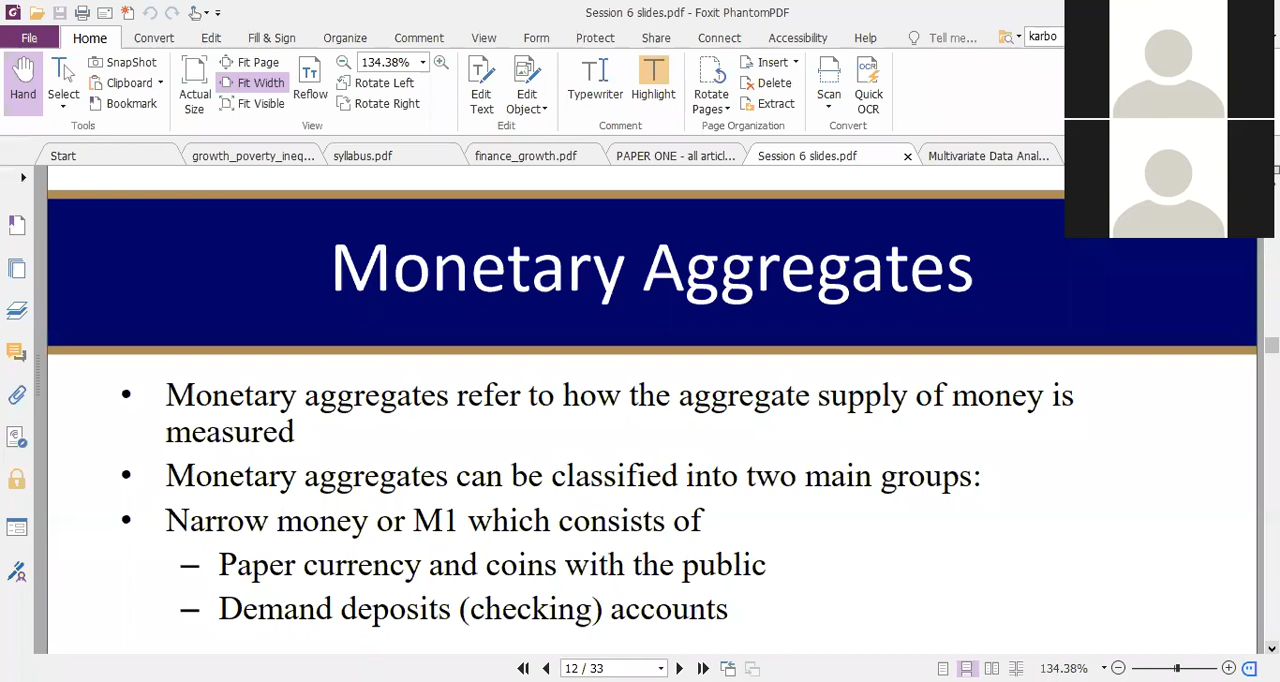 Session 6 slides.pdf - Foxit PhantomPDF
File Home Convert Edit Fill & Sign Organize Comment View Form Protect Share Connect Accessibility Help Tell me... karbo
Hand Select SnapShot Clipboard Bookmark Actual Size Fit Page Fit Width Fit Visible Reflow 134.38% Rotate Left Rotate Right Edit Text Edit Object Typewriter Highlight Rotate Pages Insert Delete Extract Scan Quick OCR
Tools View Edit Comment Page Organization Convert
Start growth_poverty_ineq... syllabus.pdf finance_growth.pdf PAPER ONE - all articl... Session 6 slides.pdf Multivariate Data Anal...
Monetary Aggregates
• Monetary aggregates refer to how the aggregate supply of money is
measured
• Monetary aggregates can be classified into two main groups:
• Narrow money or M1 which consists of
– Paper currency and coins with the public
– Demand deposits (checking) accounts
12 / 33 134.38%